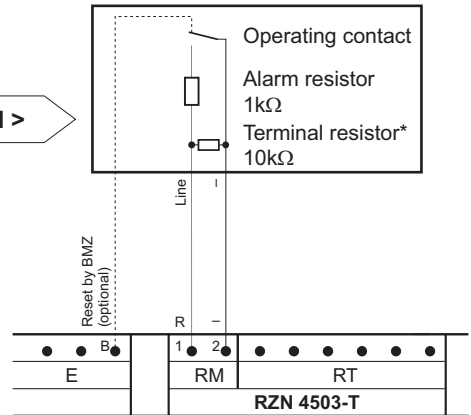 Operating contact
Alarm resistor
1kΩ
Terminal resistor*
10kΩ
>
Line
–
Reset by BMZ
(optional)
R –
B 1 2
E RM RT
RZN 4503-T